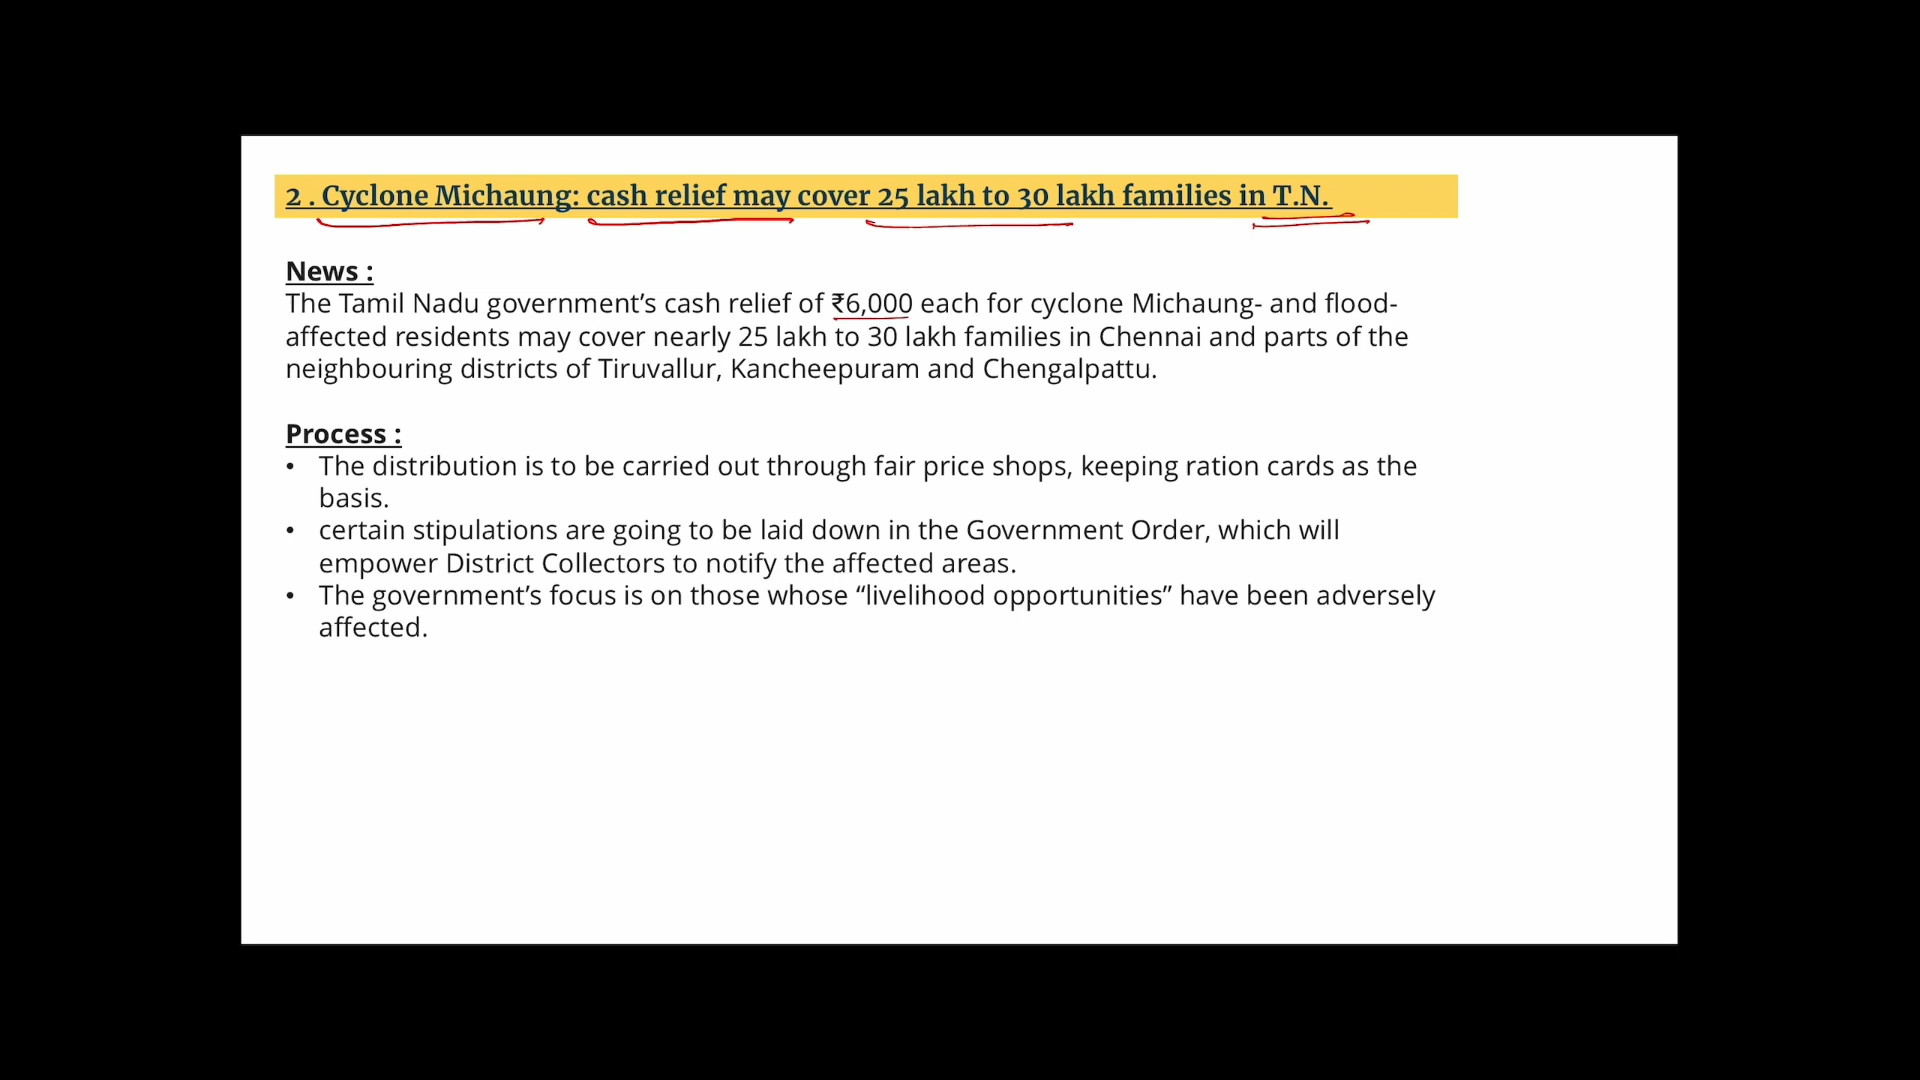 2 . Cyclone Michaung: cash relief may cover 25 lakh to 30 lakh families in T.N.
News :
The Tamil Nadu government’s cash relief of ₹6,000 each for cyclone Michaung- and flood-
affected residents may cover nearly 25 lakh to 30 lakh families in Chennai and parts of the
neighbouring districts of Tiruvallur, Kancheepuram and Chengalpattu.
Process :
• The distribution is to be carried out through fair price shops, keeping ration cards as the
basis.
• certain stipulations are going to be laid down in the Government Order, which will
empower District Collectors to notify the affected areas.
• The government’s focus is on those whose “livelihood opportunities” have been adversely
affected.